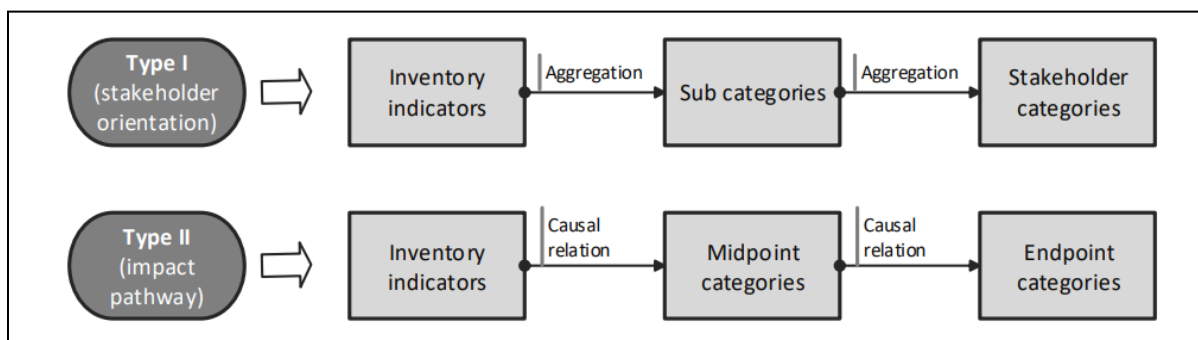 Type I
(stakeholder
orientation)
Inventory
indicators
Aggregation
Sub categories
Aggregation
Stakeholder
categories
Type II
(impact
pathway)
Inventory
indicators
Causal
relation
Midpoint
categories
Causal
relation
Endpoint
categories